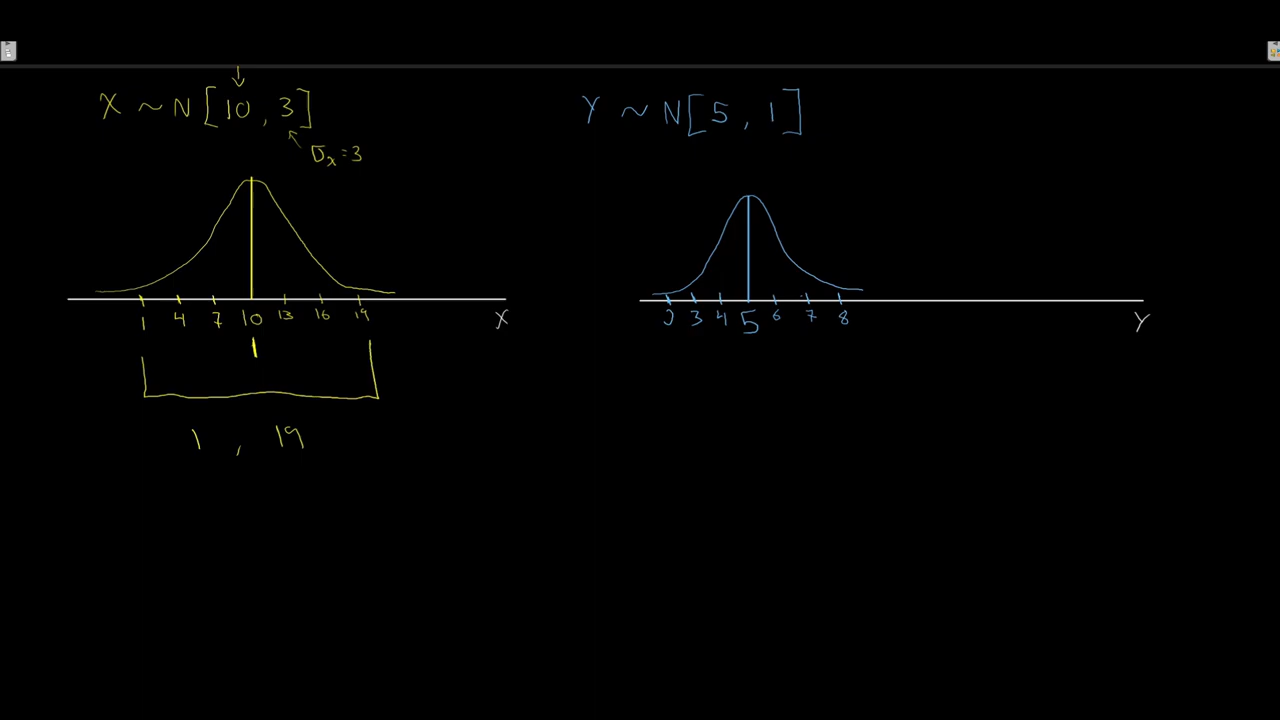 X ~ N[10, 3]
σx = 3
1 4 7 10 13 16 19
X
1 , 19
Y ~ N[5, 1]
2 3 4 5 6 7 8
Y